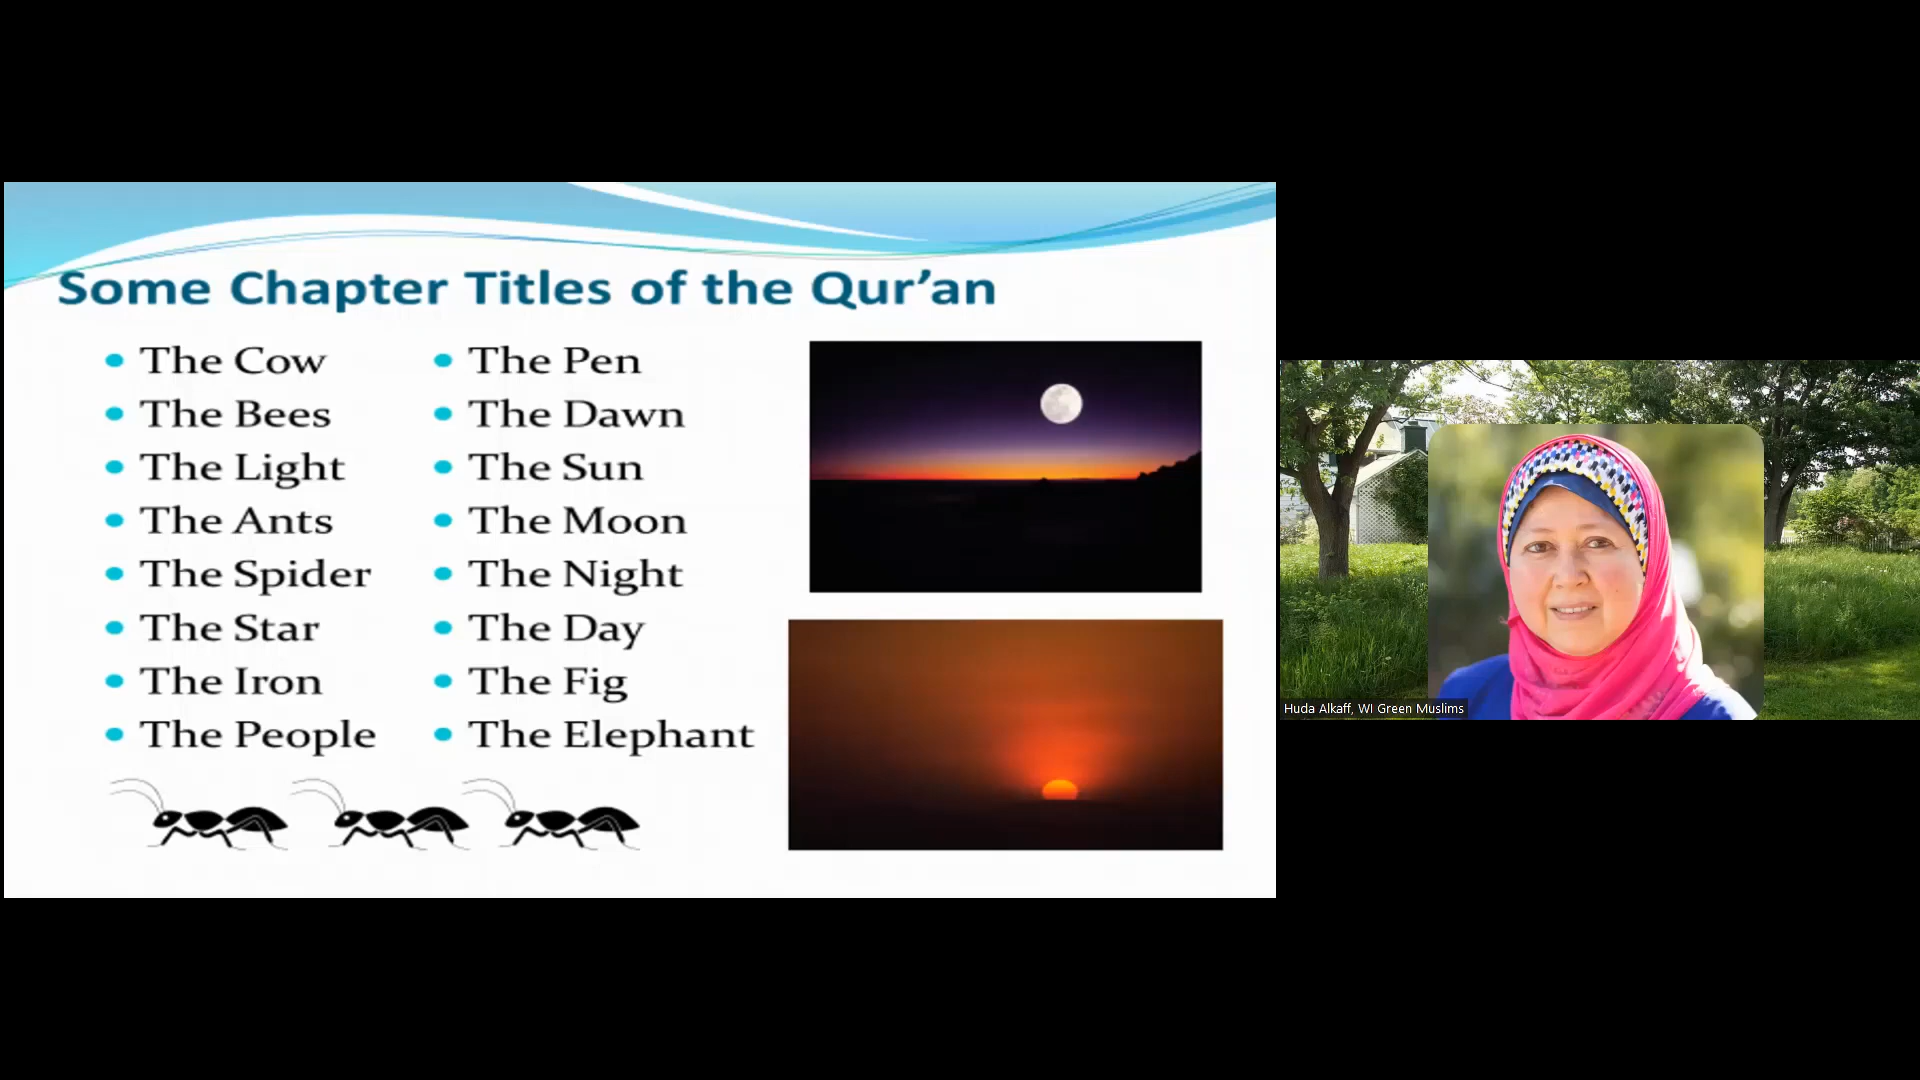 Some Chapter Titles of the Qur’an
• The Cow
• The Bees
• The Light
• The Ants
• The Spider
• The Star
• The Iron
• The People
• The Pen
• The Dawn
• The Sun
• The Moon
• The Night
• The Day
• The Fig
• The Elephant
Huda Alkaff, WI Green Muslims